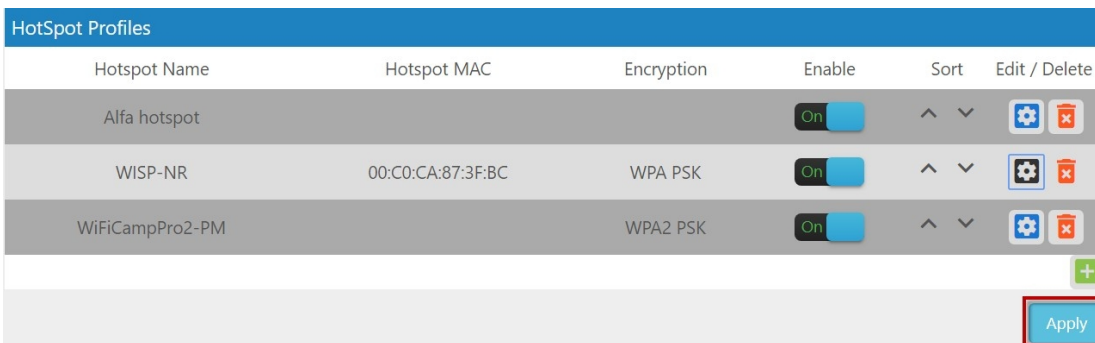 HotSpot Profiles
Hotspot Name Hotspot MAC Encryption Enable Sort Edit / Delete
Alfa hotspot On
WISP-NR 00:C0:CA:87:3F:BC WPA PSK On
WiFiCampPro2-PM WPA2 PSK On
Apply